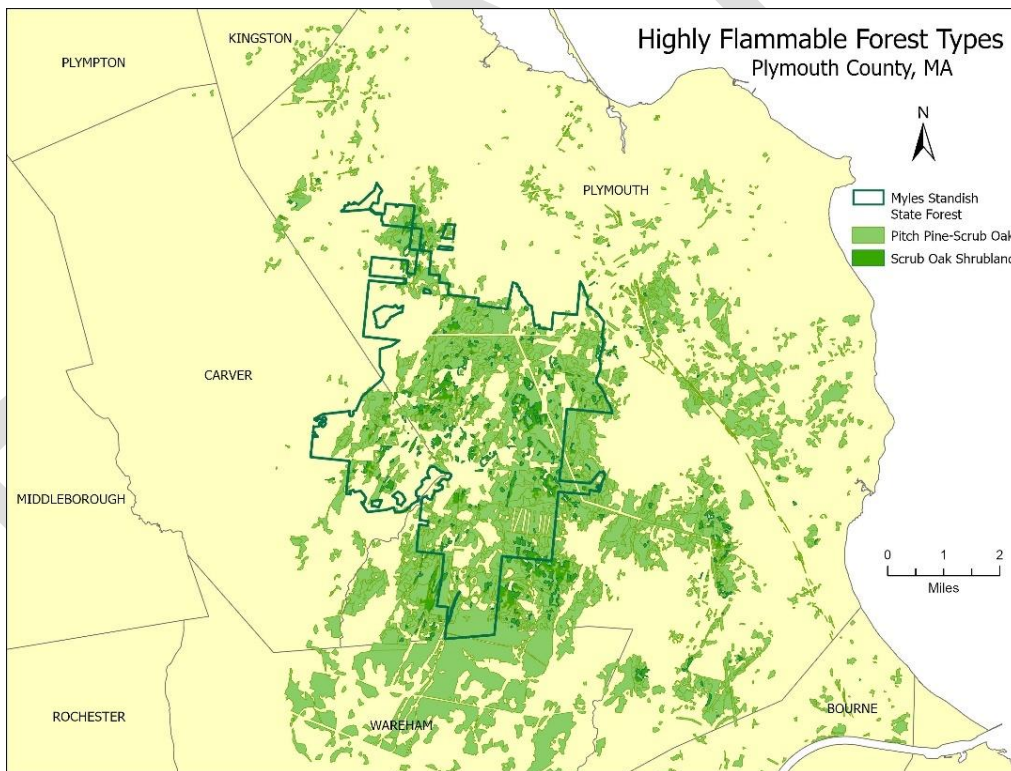 Highly Flammable Forest Types
Plymouth County, MA
KINGSTON
PLYMPTON
N
PLYMOUTH
Myles Standish
State Forest
Pitch Pine-Scrub Oak
Scrub Oak Shrubland
CARVER
MIDDLEBOROUGH
0 1 2
Miles
ROCHESTER
WAREHAM
BOURNE